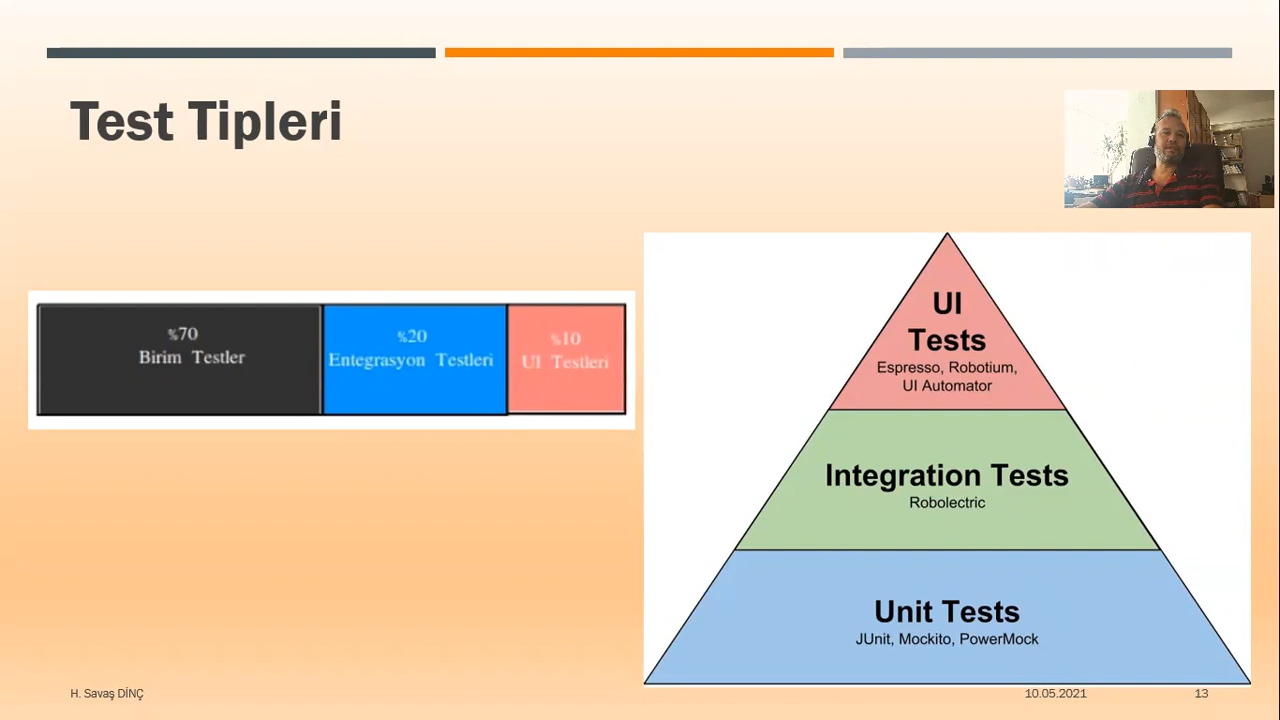 Test Tipleri
%70
Birim Testler
%20
Entegrasyon Testleri
%10
UI Testleri
UI
Tests
Espresso, Robotium,
UI Automator
Integration Tests
Robolectric
Unit Tests
JUnit, Mockito, PowerMock
H. Savaş DİNÇ
10.05.2021
13